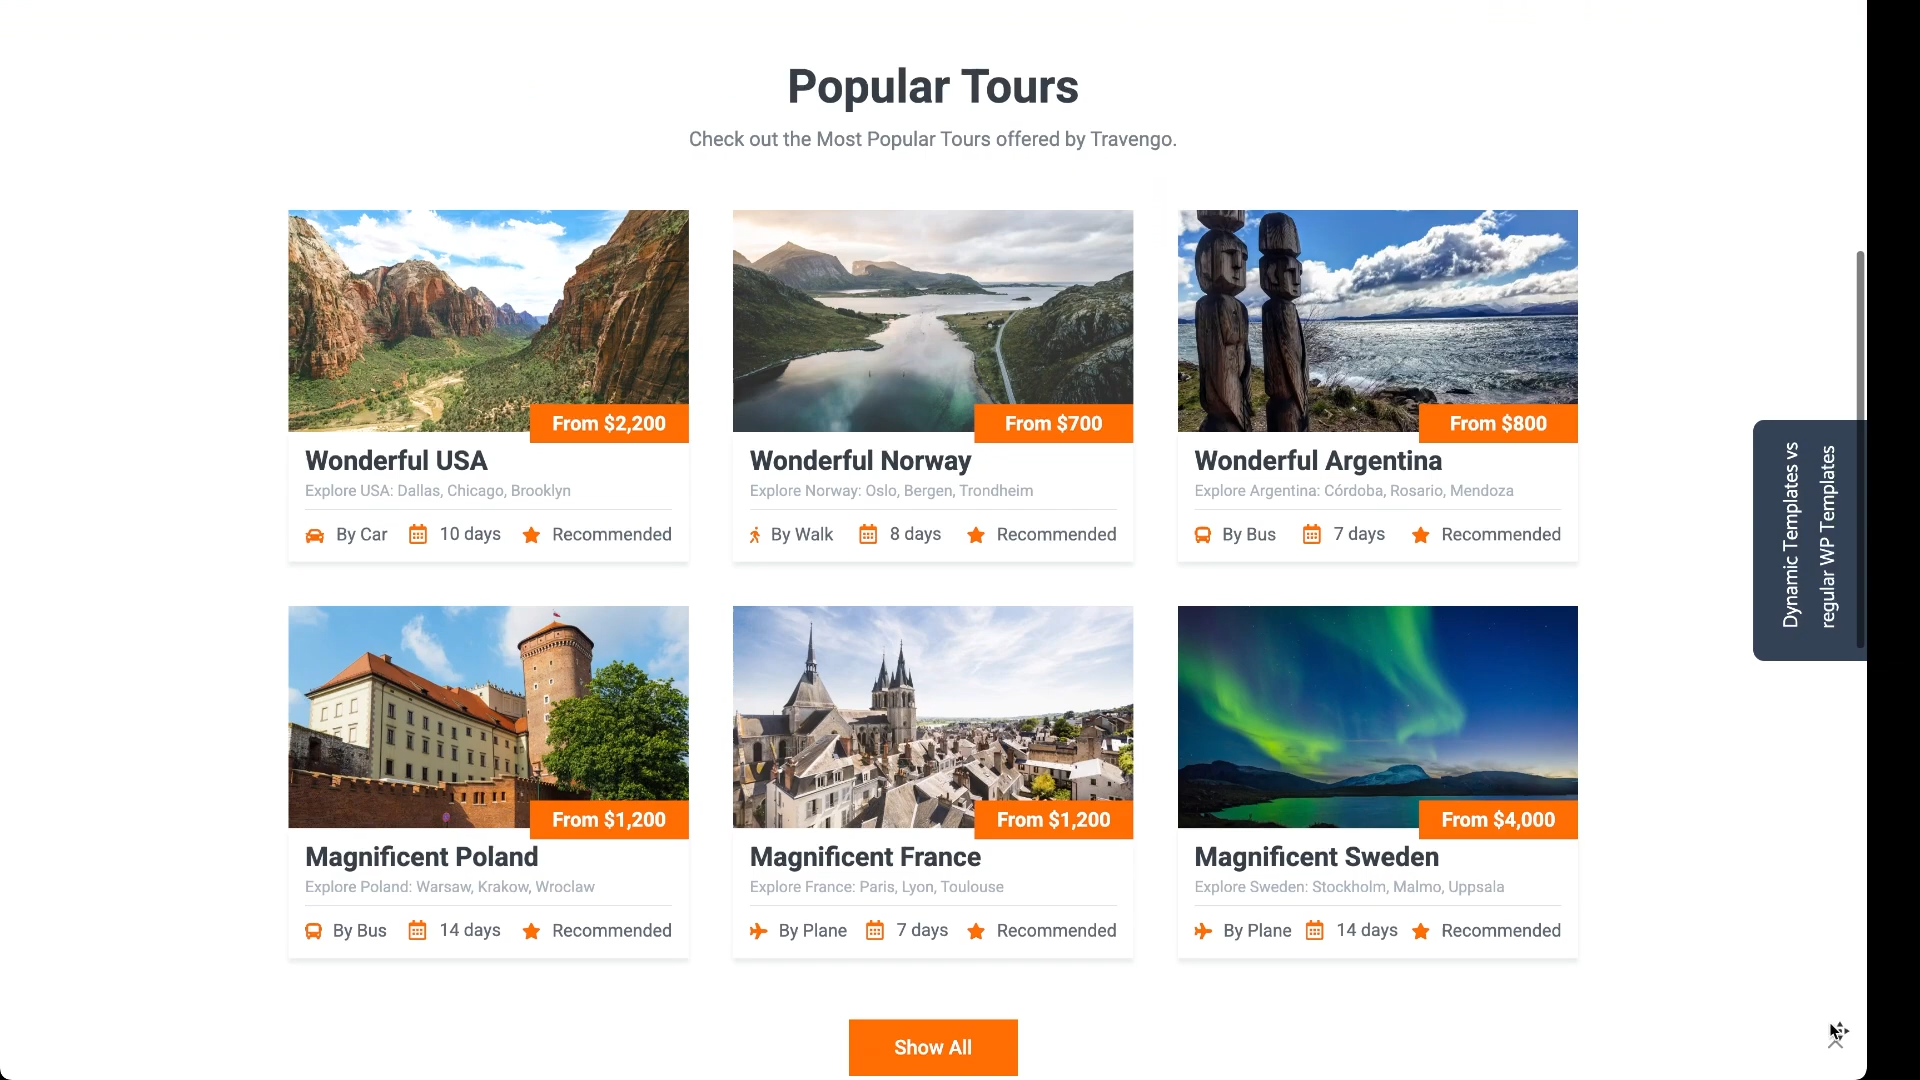 Popular Tours
Check out the Most Popular Tours offered by Travengo.
From $2,200
Wonderful USA
Explore USA: Dallas, Chicago, Brooklyn
By Car 10 days Recommended
From $700
Wonderful Norway
Explore Norway: Oslo, Bergen, Trondheim
By Walk 8 days Recommended
From $800
Wonderful Argentina
Explore Argentina: Córdoba, Rosario, Mendoza
By Bus 7 days Recommended
From $1,200
Magnificent Poland
Explore Poland: Warsaw, Krakow, Wroclaw
By Bus 14 days Recommended
From $1,200
Magnificent France
Explore France: Paris, Lyon, Toulouse
By Plane 7 days Recommended
From $4,000
Magnificent Sweden
Explore Sweden: Stockholm, Malmo, Uppsala
By Plane 14 days Recommended
Show All
Dynamic Templates vs
regular WP Templates